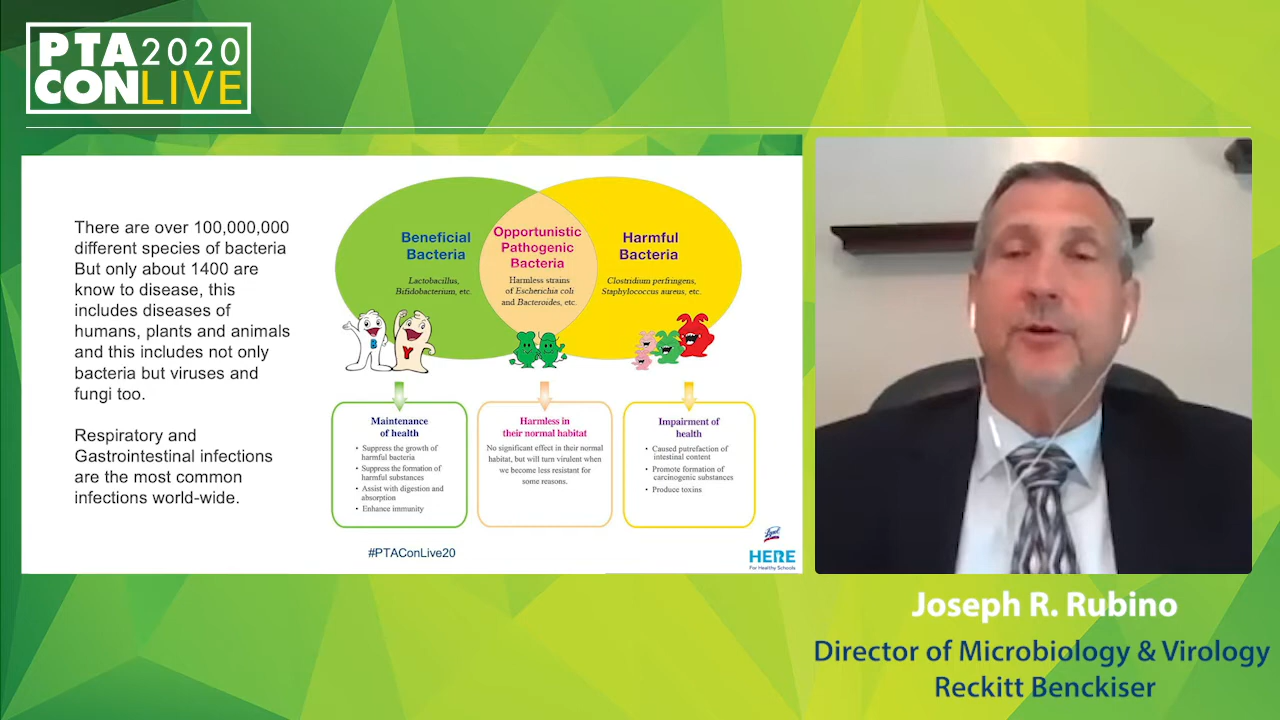 PTA2020
CONLIVE
There are over 100,000,000
different species of bacteria
But only about 1400 are
know to disease, this
includes diseases of
humans, plants and animals
and this includes not only
bacteria but viruses and
fungi too.
Respiratory and
Gastrointestinal infections
are the most common
infections world-wide.
Beneficial
Bacteria
Lactobacillus,
Bifidobacterium, etc.
Opportunistic
Pathogenic
Bacteria
Harmless strains
of Escherichia coli
and Bacteroides, etc.
Harmful
Bacteria
Clostridium perfringens,
Staphylococcus aureus, etc.
B
Y
Maintenance
of health
• Suppress the growth of
harmful bacteria
• Suppress the formation of
harmful substances
• Assist with digestion and
absorption
• Enhance immunity
Harmless in
their normal habitat
No significant effect in their normal
habitat, but will turn virulent when
we become less resistant for
some reasons.
Impairment of
health
• Caused putrefaction of
intestinal content
• Promote formation of
carcinogenic substances
• Produce toxins
#PTAConLive20
Lysol
HERE
For Healthy Schools
Joseph R. Rubino
Director of Microbiology & Virology
Reckitt Benckiser